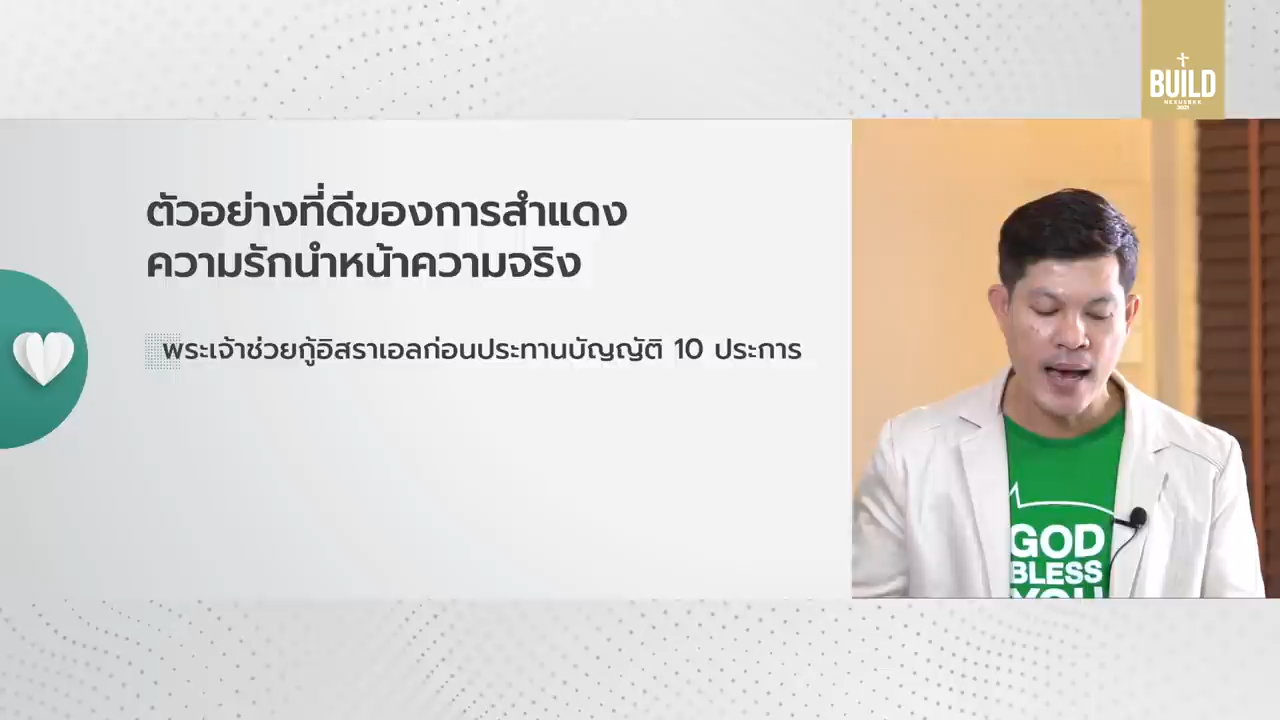 BUILD
NEXUSBKK
2021
ตัวอย่างที่ดีของการสำแดง
ความรักนำหน้าความจริง
พระเจ้าช่วยกู้อิสราเอลก่อนประทานบัญญัติ 10 ประการ
GOD
BLESS
YOU